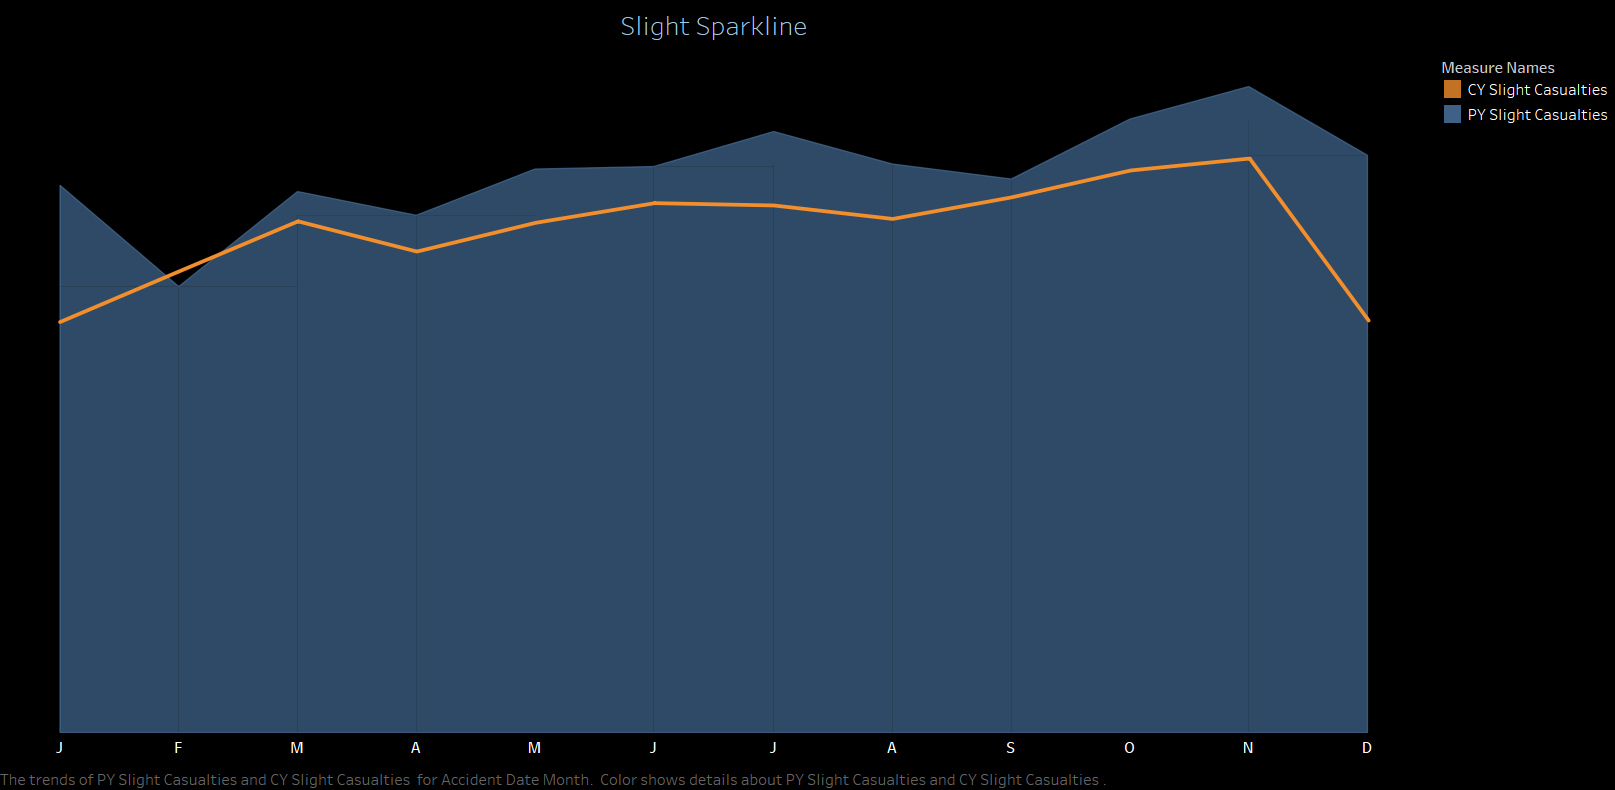 Slight Sparkline
Measure Names
CY Slight Casualties
PY Slight Casualties
J F M A M J J A S O N D
The trends of PY Slight Casualties and CY Slight Casualties  for Accident Date Month.  Color shows details about PY Slight Casualties and CY Slight Casualties .